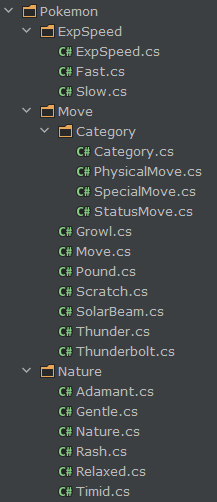 Pokemon
ExpSpeed
C# ExpSpeed.cs
C# Fast.cs
C# Slow.cs
Move
Category
C# Category.cs
C# PhysicalMove.cs
C# SpecialMove.cs
C# StatusMove.cs
C# Growl.cs
C# Move.cs
C# Pound.cs
C# Scratch.cs
C# SolarBeam.cs
C# Thunder.cs
C# Thunderbolt.cs
Nature
C# Adamant.cs
C# Gentle.cs
C# Nature.cs
C# Rash.cs
C# Relaxed.cs
C# Timid.cs